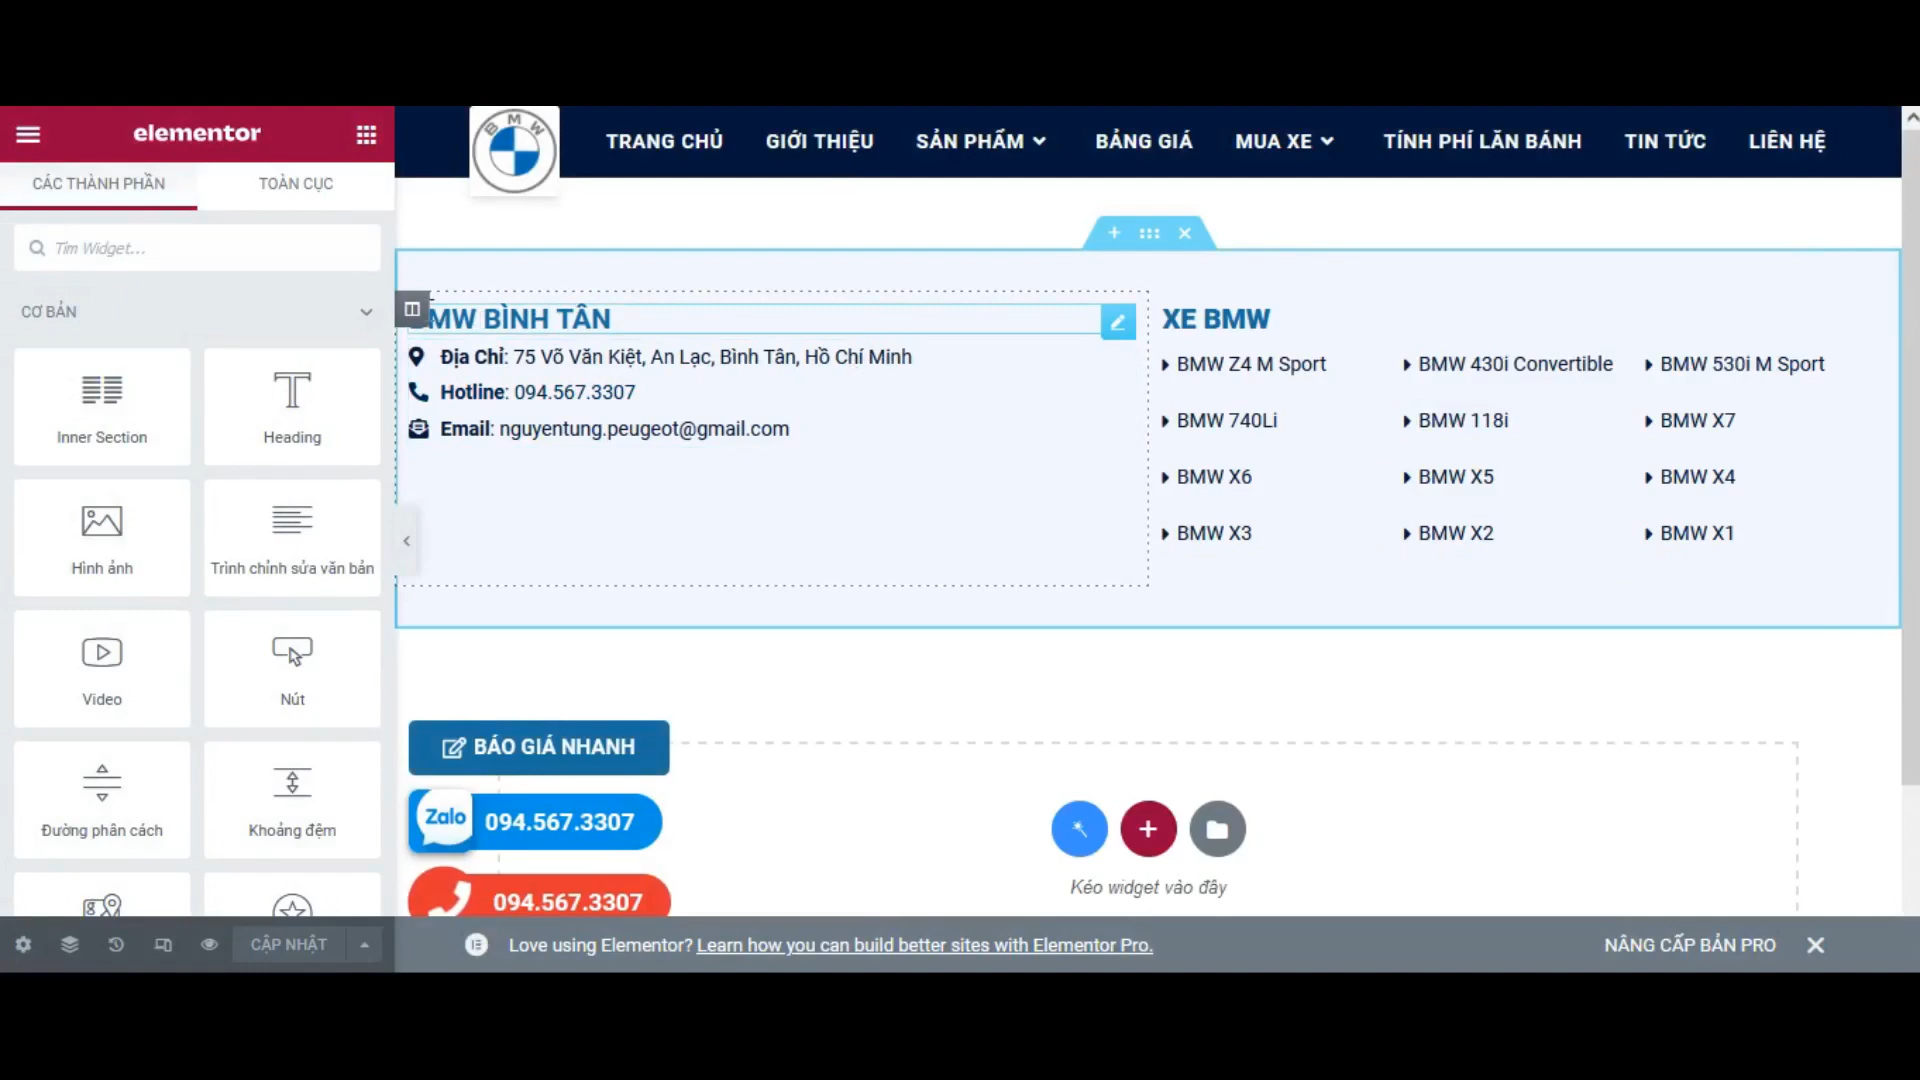 elementor
CÁC THÀNH PHẦN
TOÀN CỤC
Tìm Widget...
CƠ BẢN
Inner Section
Heading
Hình ảnh
Trình chỉnh sửa văn bản
Video
Nút
Đường phân cách
Khoảng đệm
CẬP NHẬT
BMW
TRANG CHỦ
GIỚI THIỆU
SẢN PHẨM
BẢNG GIÁ
MUA XE
TÍNH PHÍ LĂN BÁNH
TIN TỨC
LIÊN HỆ
MW BÌNH TÂN
Địa Chỉ: 75 Võ Văn Kiệt, An Lạc, Bình Tân, Hồ Chí Minh
Hotline: 094.567.3307
Email: nguyentung.peugeot@gmail.com
XE BMW
BMW Z4 M Sport
BMW 430i Convertible
BMW 530i M Sport
BMW 740Li
BMW 118i
BMW X7
BMW X6
BMW X5
BMW X4
BMW X3
BMW X2
BMW X1
BÁO GIÁ NHANH
Zalo
094.567.3307
094.567.3307
Kéo widget vào đây
Love using Elementor? Learn how you can build better sites with Elementor Pro.
NÂNG CẤP BẢN PRO